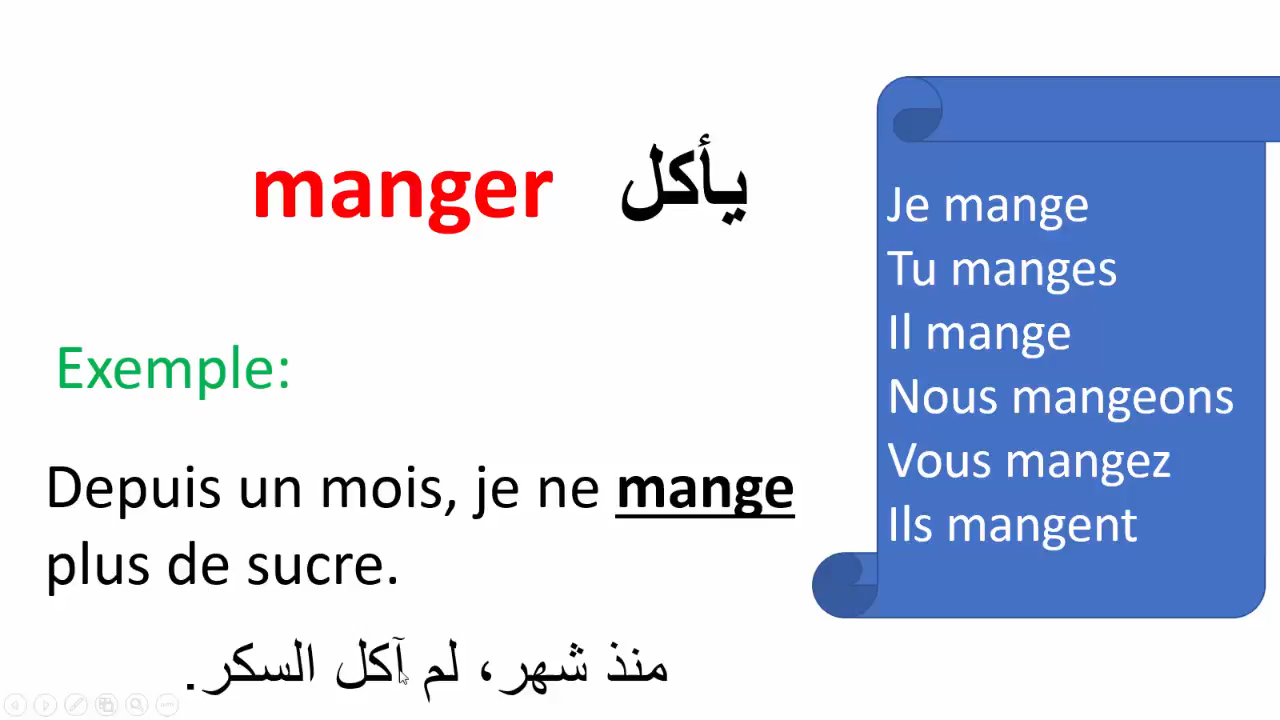 manger يأكل
Exemple:
Depuis un mois, je ne mange
plus de sucre.
منذ شهر، لم آكل السكر.
Je mange
Tu manges
Il mange
Nous mangeons
Vous mangez
Ils mangent